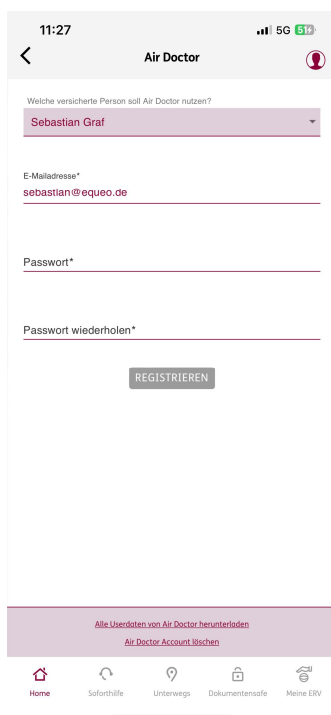 11:27
5G 51
Air Doctor
Welche versicherte Person soll Air Doctor nutzen?
Sebastian Graf
E-Mailadresse*
sebastian@equeo.de
Passwort*
Passwort wiederholen*
REGISTRIEREN
Alle Userdaten von Air Doctor herunterladen
Air Doctor Account löschen
Home Soforthilfe Unterwegs Dokumentensafe Meine ERV